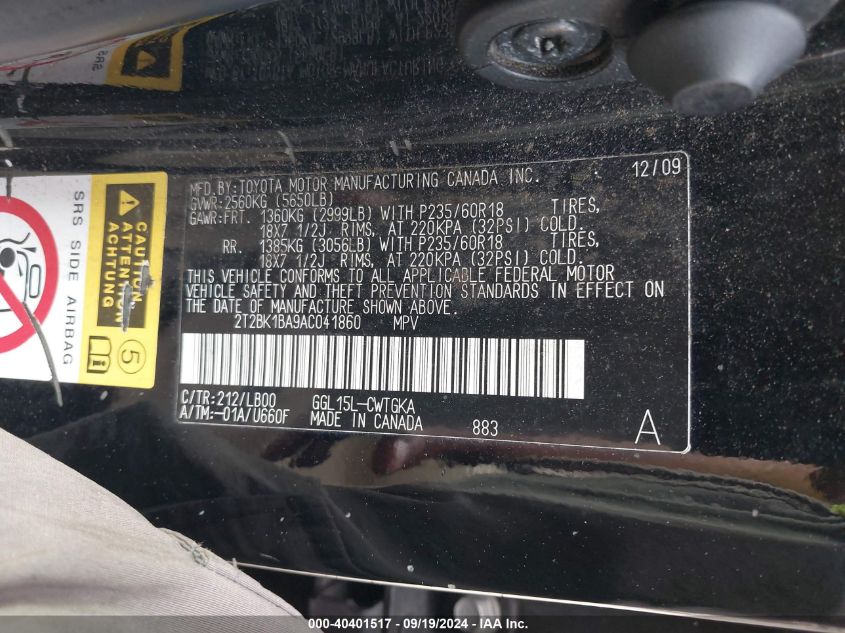 MFD. BY: TOYOTA MOTOR MANUFACTURING CANADA INC. 12/09
GVWR: 2560KG (5650LB)
GAWR: FRT. 1360KG (2999LB) WITH P235/60R18 TIRES,
18X7 1/2J RIMS, AT 220KPA (32PSI) COLD.
RR. 1385KG (3056LB) WITH P235/60R18 TIRES,
18X7 1/2J RIMS, AT 220KPA (32PSI) COLD.
THIS VEHICLE CONFORMS TO ALL APPLICABLE FEDERAL MOTOR
VEHICLE SAFETY AND THEFT PREVENTION STANDARDS IN EFFECT ON
THE DATE OF MANUFACTURE SHOWN ABOVE.
2T2BK1BA9AC041860 MPV
C/TR: 212/LB00 GGL15L-CWTGKA
A/TM: -01A/U660F MADE IN CANADA 883 A
SRS SIDE AIRBAG
CAUTION
ATTENTION
ACHTUNG
5
000-40401517 - 09/19/2024 - IAA Inc.